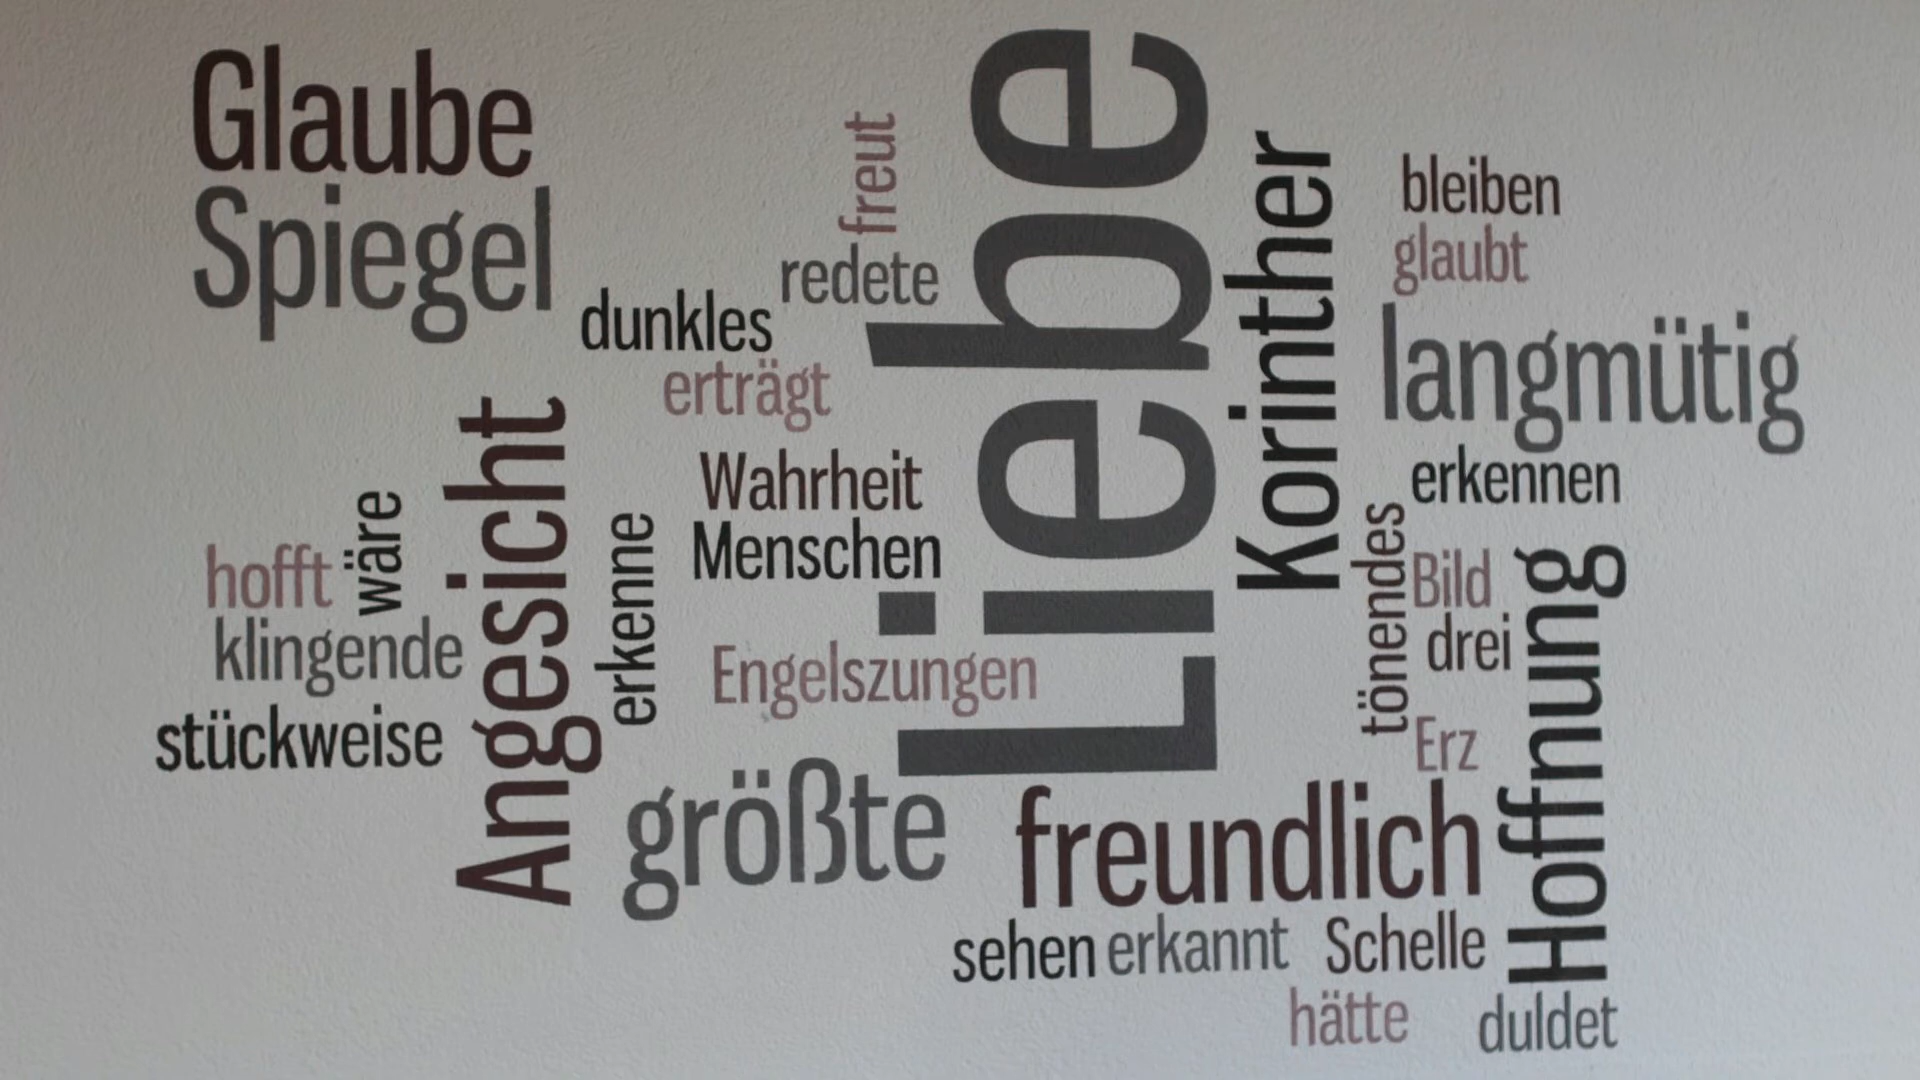 Glaube
Spiegel
freut
redete
dunkles
erträgt
Liebe
Korinther
bleiben
glaubt
langmütig
erkennen
Angesicht
Wahrheit
Menschen
wäre
hofft
klingende
stückweise
erkenne
Engelszungen
tönendes
Bild
drei
Erz
Hoffnung
größte
freundlich
sehen erkannt Schelle
hätte
duldet